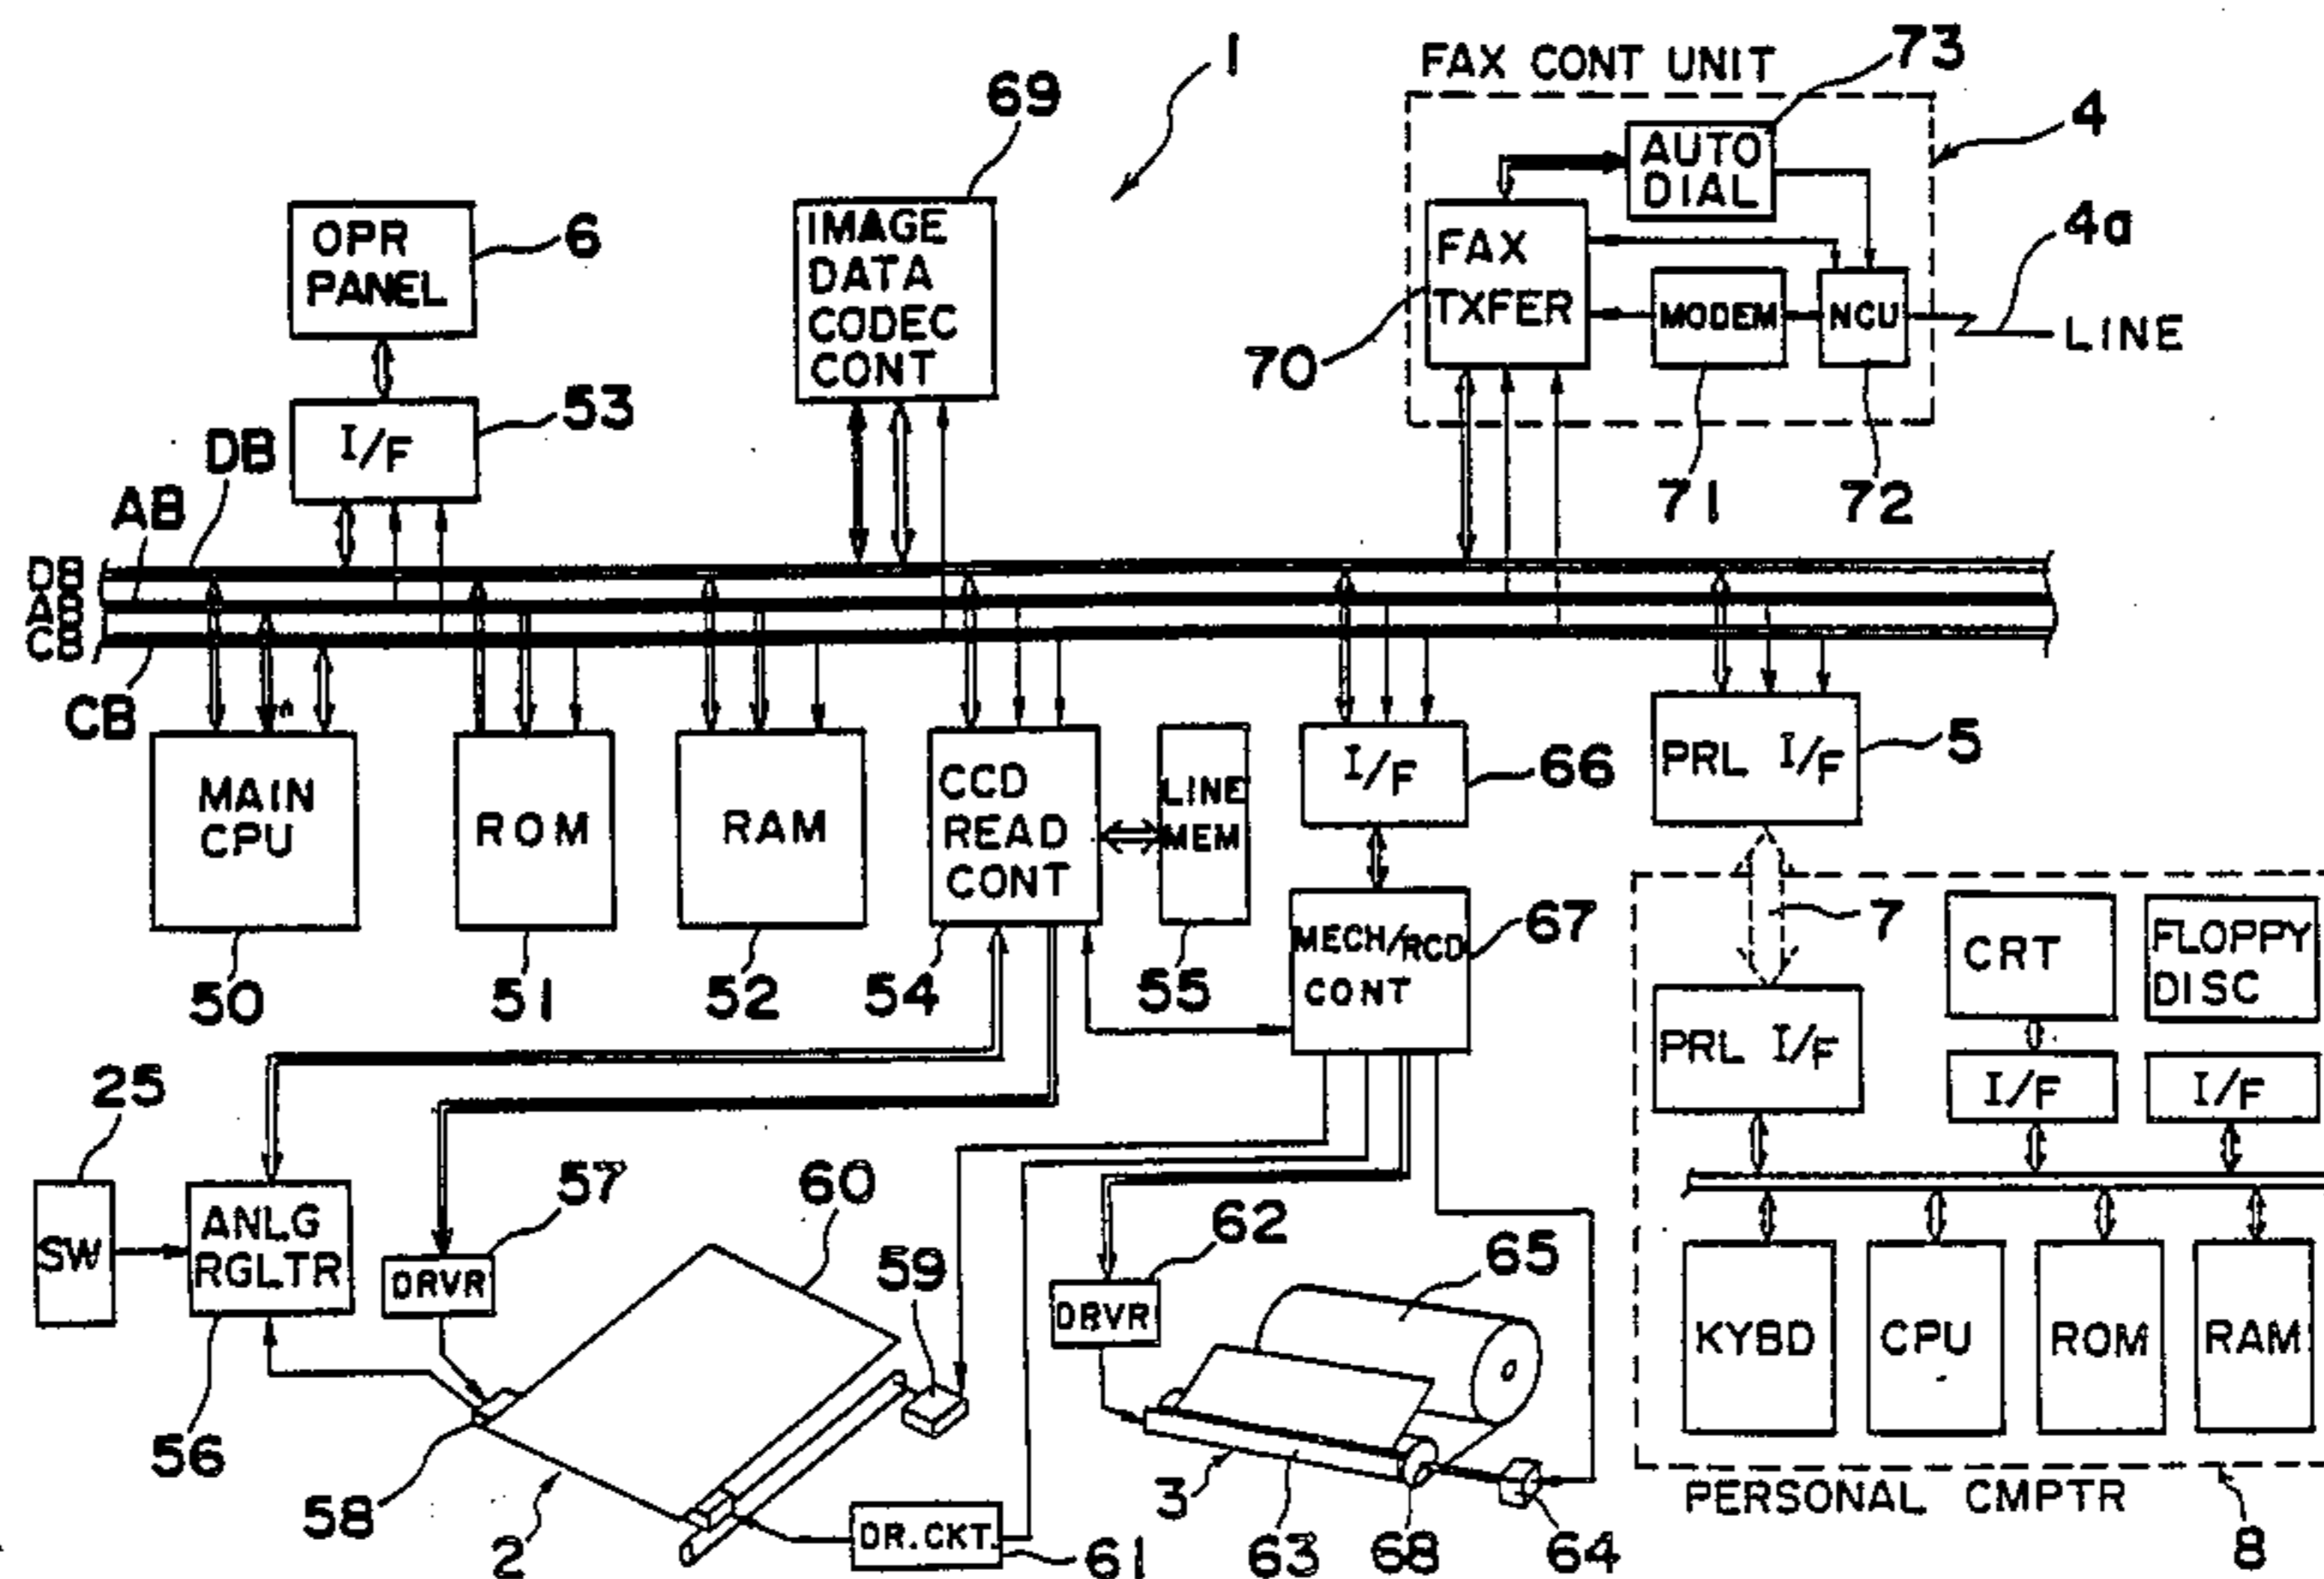 1
73
FAX CONT UNIT
69
4
AUTO
DIAL
4a
OPR
PANEL
6
IMAGE
DATA
CODEC
CONT
FAX
TXFER
MODEM
NCU
LINE
70
I/F
53
DB
71
72
AB
DB
AB
CB
CB
MAIN
CPU
ROM
RAM
CCD
READ
CONT
LINE
MEM
I/F
66
PRL I/F
5
50
51
52
54
55
MECH/RCD
CONT
67
7
CRT
FLOPPY
DISC
PRL I/F
I/F
I/F
25
SW
ANLG
RGLTR
57
DRVR
60
59
62
DRVR
65
KYBD
CPU
ROM
RAM
56
58
2
DR. CKT.
61
3
63
68
64
PERSONAL CMPTR
8